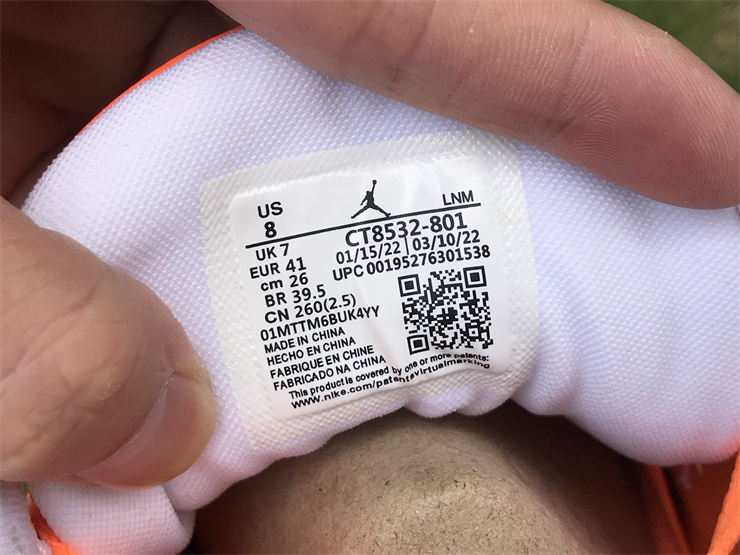 US
8
LNM
CT8532-801
UK 7
01/15/22 | 03/10/22
EUR 41
UPC 00195276301538
cm 26
BR 39.5
CN 260(2.5)
01MTTM6BUK4YY
MADE IN CHINA
HECHO EN CHINA
FABRIQUE EN CHINE
FABRICADO NA CHINA
This product is covered by one or more patents:
www.nike.com/patentsvirtualmarking